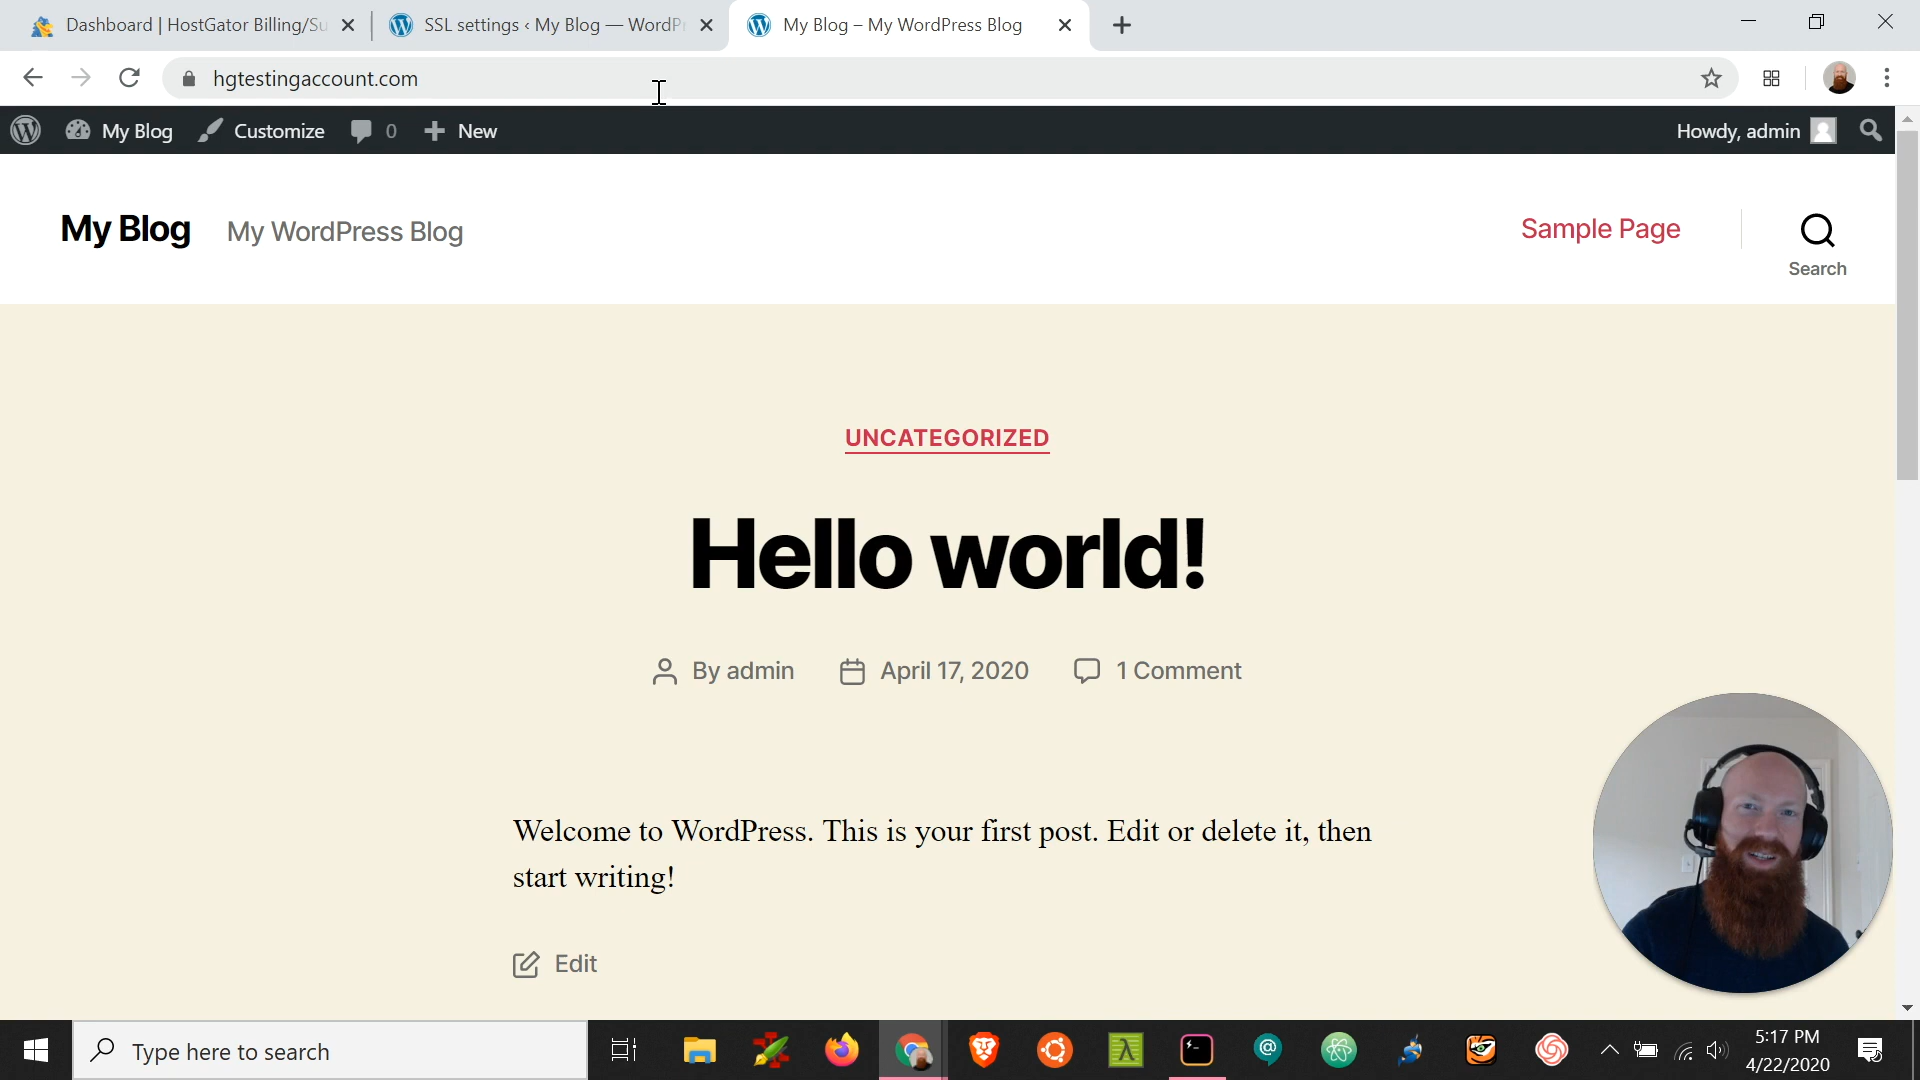 Dashboard | HostGator Billing/Su
SSL settings ‹ My Blog — WordPr
My Blog – My WordPress Blog
hgtestingaccount.com
My Blog
Customize
0
New
Howdy, admin
My Blog
My WordPress Blog
Sample Page
Search
UNCATEGORIZED
Hello world!
By admin
April 17, 2020
1 Comment
Welcome to WordPress. This is your first post. Edit or delete it, then
start writing!
Edit
Type here to search
5:17 PM
4/22/2020